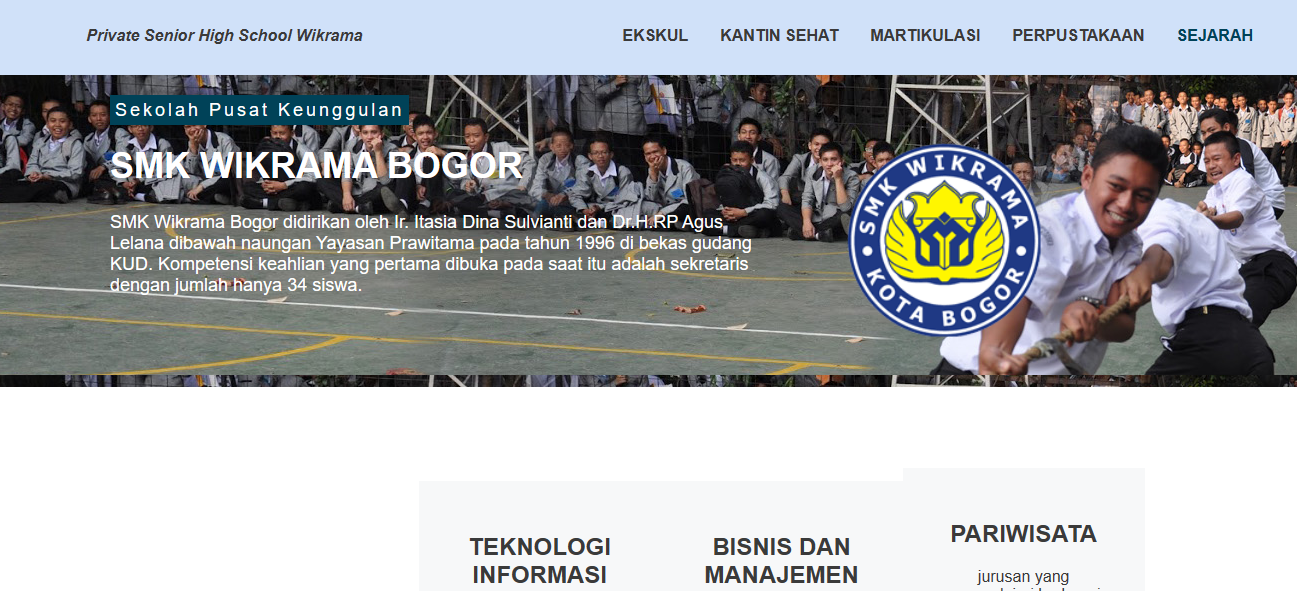 Private Senior High School Wikrama
EKSKUL
KANTIN SEHAT
MARTIKULASI
PERPUSTAKAAN
SEJARAH
Sekolah Pusat Keunggulan
SMK WIKRAMA BOGOR
SMK Wikrama Bogor didirikan oleh Ir. Itasia Dina Sulvianti dan Dr.H.RP Agus
Lelana dibawah naungan Yayasan Prawitama pada tahun 1996 di bekas gudang
KUD. Kompetensi keahlian yang pertama dibuka pada saat itu adalah sekretaris
dengan jumlah hanya 34 siswa.
SMK WIKRAMA
KOTA BOGOR
TEKNOLOGI
INFORMASI
BISNIS DAN
MANAJEMEN
PARIWISATA
jurusan yang